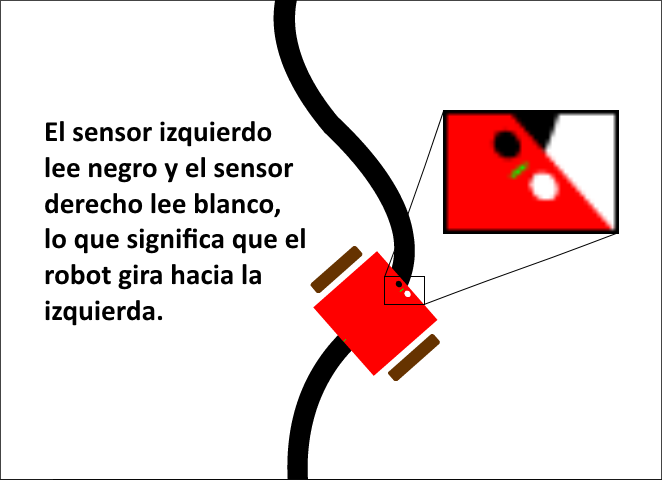 El sensor izquierdo
lee negro y el sensor
derecho lee blanco,
lo que significa que el
robot gira hacia la
izquierda.